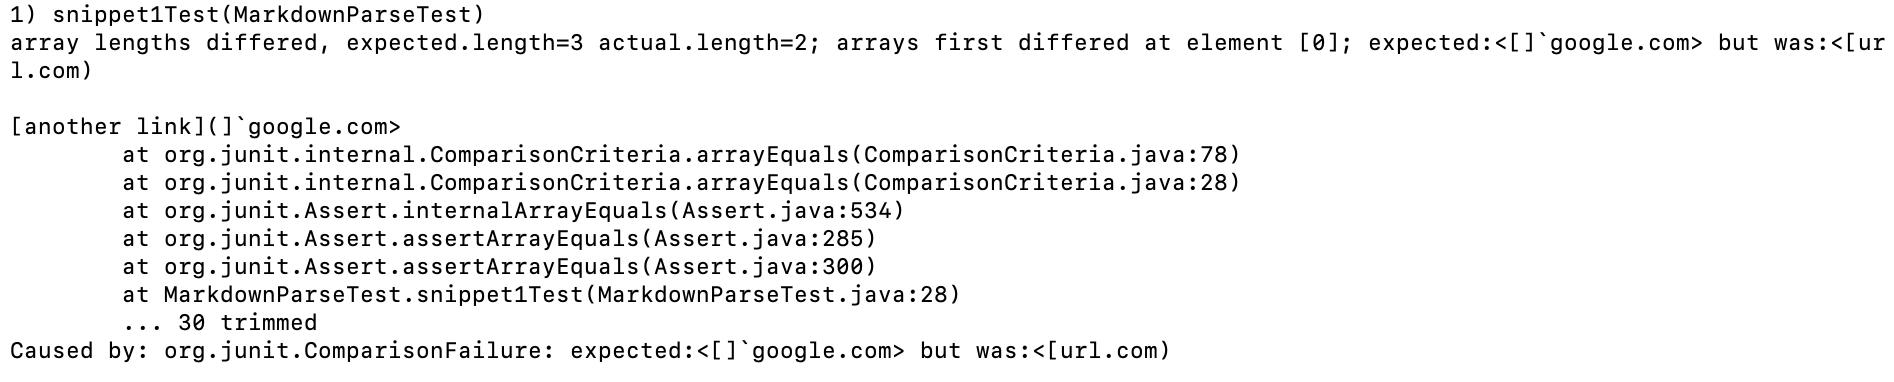 1) snippet1Test(MarkdownParseTest)
array lengths differed, expected.length=3 actual.length=2; arrays first differed at element [0]; expected:<[]`google.com> but was:<[ur
l.com)

[another link](]`google.com>
        at org.junit.internal.ComparisonCriteria.arrayEquals(ComparisonCriteria.java:78)
        at org.junit.internal.ComparisonCriteria.arrayEquals(ComparisonCriteria.java:28)
        at org.junit.Assert.internalArrayEquals(Assert.java:534)
        at org.junit.Assert.assertArrayEquals(Assert.java:285)
        at org.junit.Assert.assertArrayEquals(Assert.java:300)
        at MarkdownParseTest.snippet1Test(MarkdownParseTest.java:28)
        ... 30 trimmed
Caused by: org.junit.ComparisonFailure: expected:<[]`google.com> but was:<[url.com)